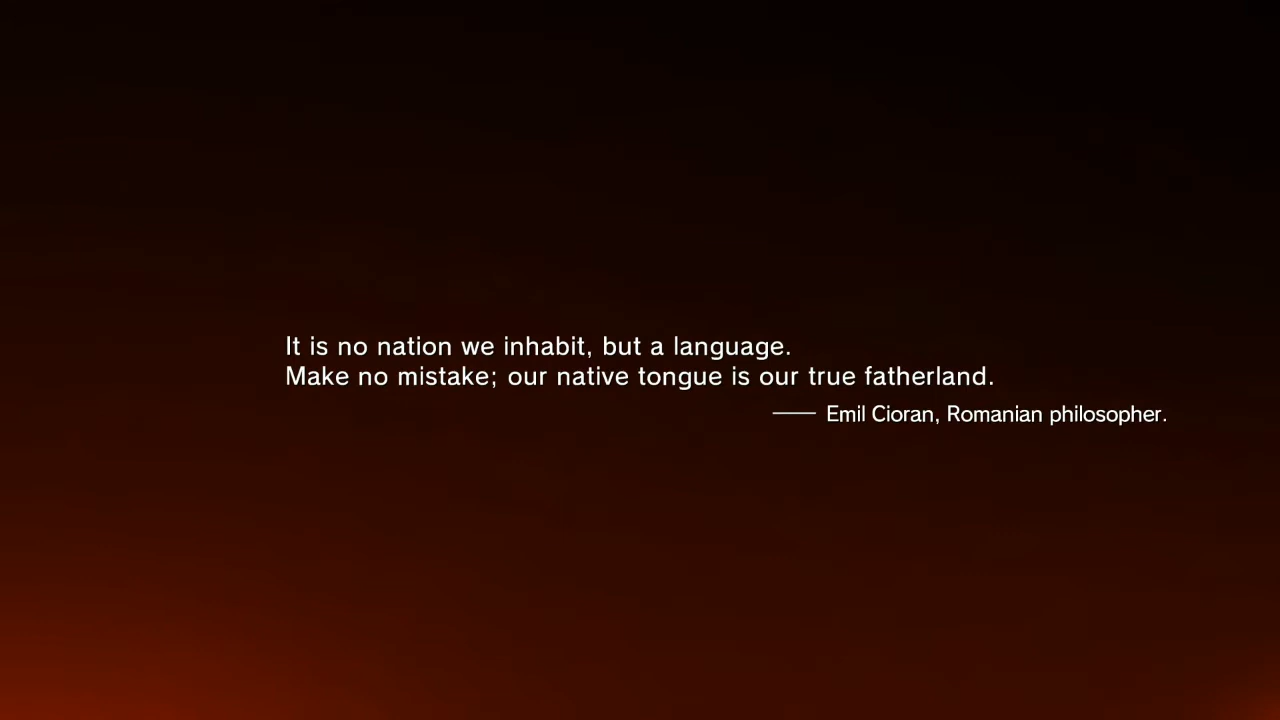 It is no nation we inhabit, but a language.
Make no mistake; our native tongue is our true fatherland.
—— Emil Cioran, Romanian philosopher.